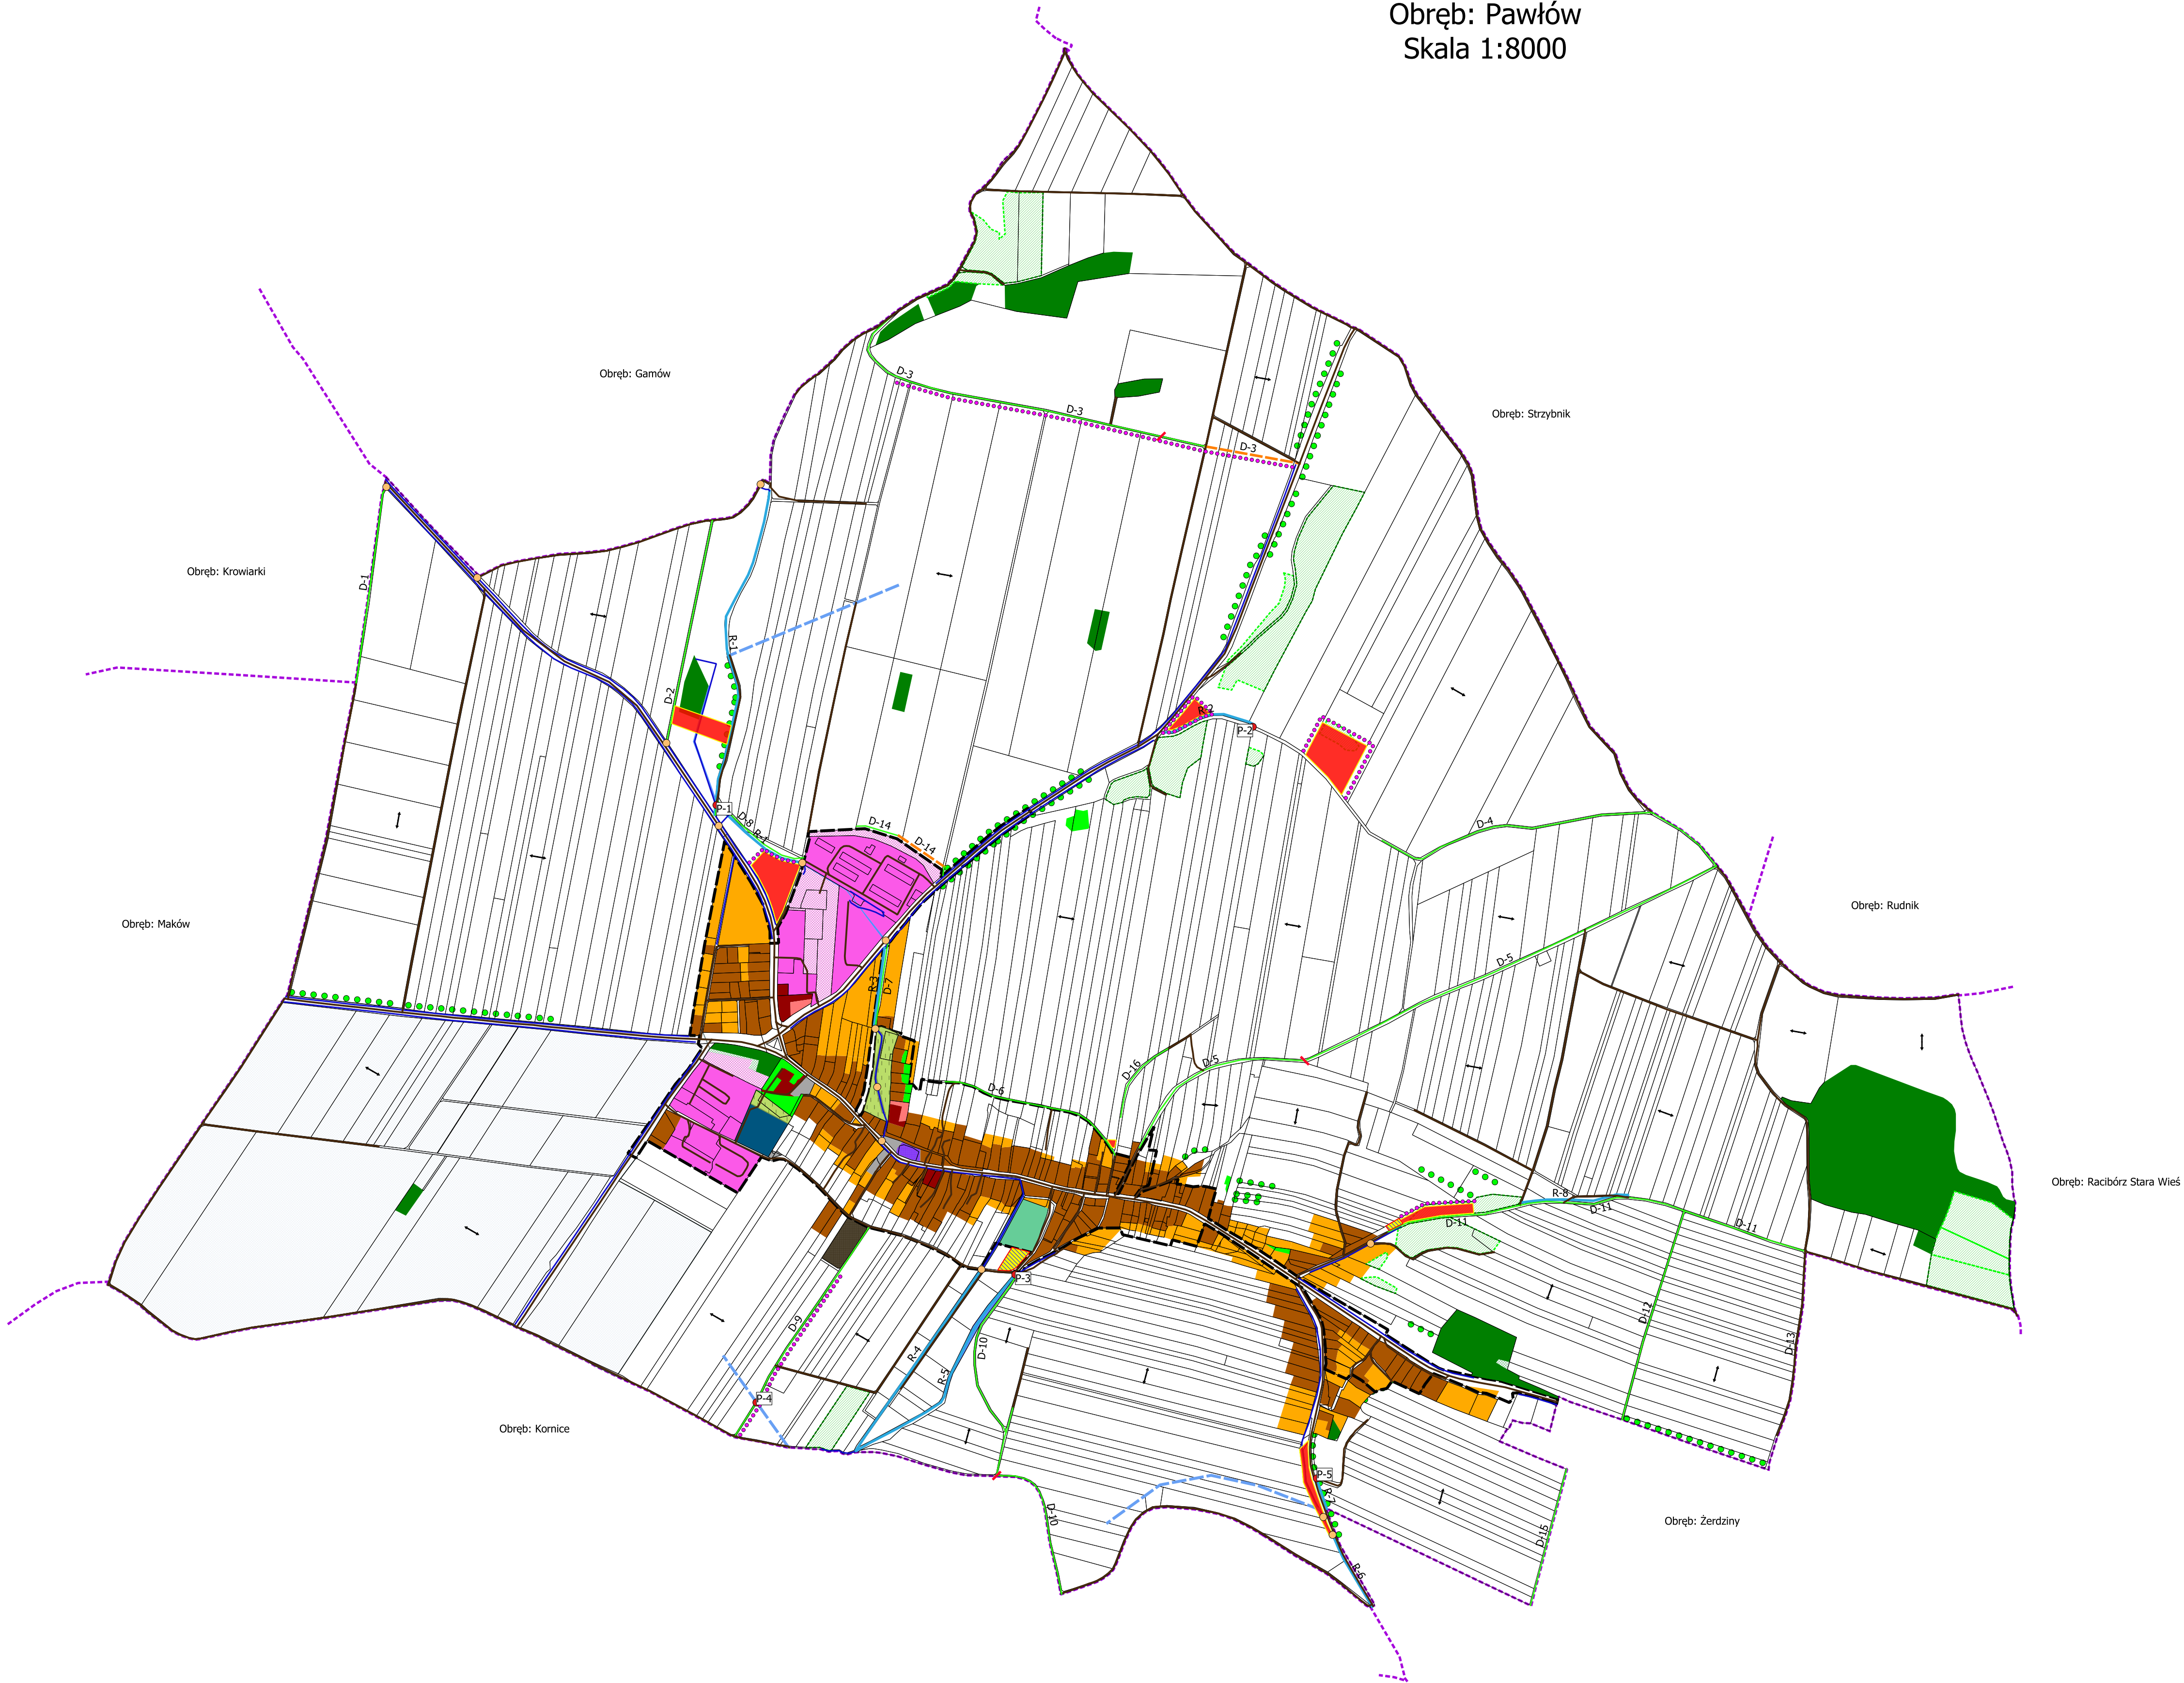 Obręb: Pawłów
Skala 1:8000
Obręb: Gamów
D-3
D-3
Obręb: Strzybnik
D-3
Obręb: Krowiarki
D-1
R-1
D-2
R-2
P-2
P-1
D-8
R-1
D-14
D-14
D-4
Obręb: Rudnik
Obręb: Maków
D-5
R-3
D-7
D-16
D-5
D-6
Obręb: Racibórz Stara Wieś
R-8
D-11
D-11
D-11
P-3
D-12
D-13
D-9
R-4
R-5
D-10
P-4
Obręb: Kornice
P-5
R-7
D-10
D-15
Obręb: Żerdziny
R-6